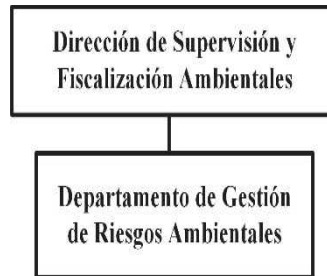 Dirección de Supervisión y
Fiscalización Ambientales
Departamento de Gestión
de Riesgos Ambientales